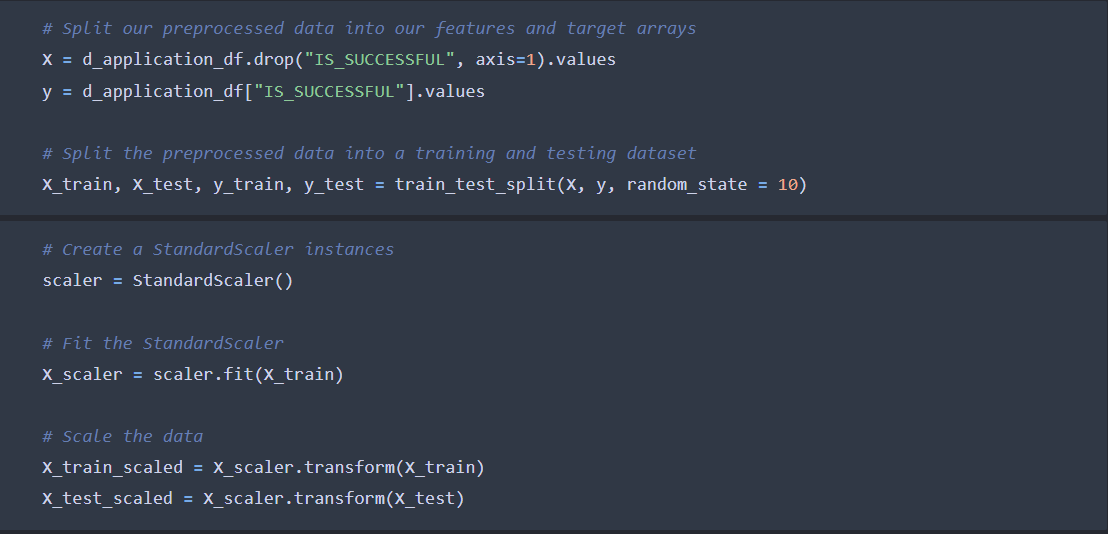 # Split our preprocessed data into our features and target arrays
X = d_application_df.drop("IS_SUCCESSFUL", axis=1).values
y = d_application_df["IS_SUCCESSFUL"].values
# Split the preprocessed data into a training and testing dataset
X_train, X_test, y_train, y_test = train_test_split(X, y, random_state = 10)
# Create a StandardScaler instances
scaler = StandardScaler()
# Fit the StandardScaler
X_scaler = scaler.fit(X_train)
# Scale the data
X_train_scaled = X_scaler.transform(X_train)
X_test_scaled = X_scaler.transform(X_test)